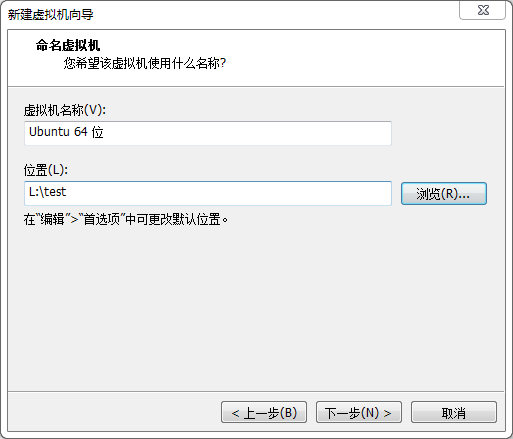 新建虚拟机向导
命名虚拟机
您希望该虚拟机使用什么名称?
虚拟机名称(V):
Ubuntu 64 位
位置(L):
L:\test
浏览(R)...
在“编辑”>“首选项”中可更改默认位置。
< 上一步(B)
下一步(N) >
取消